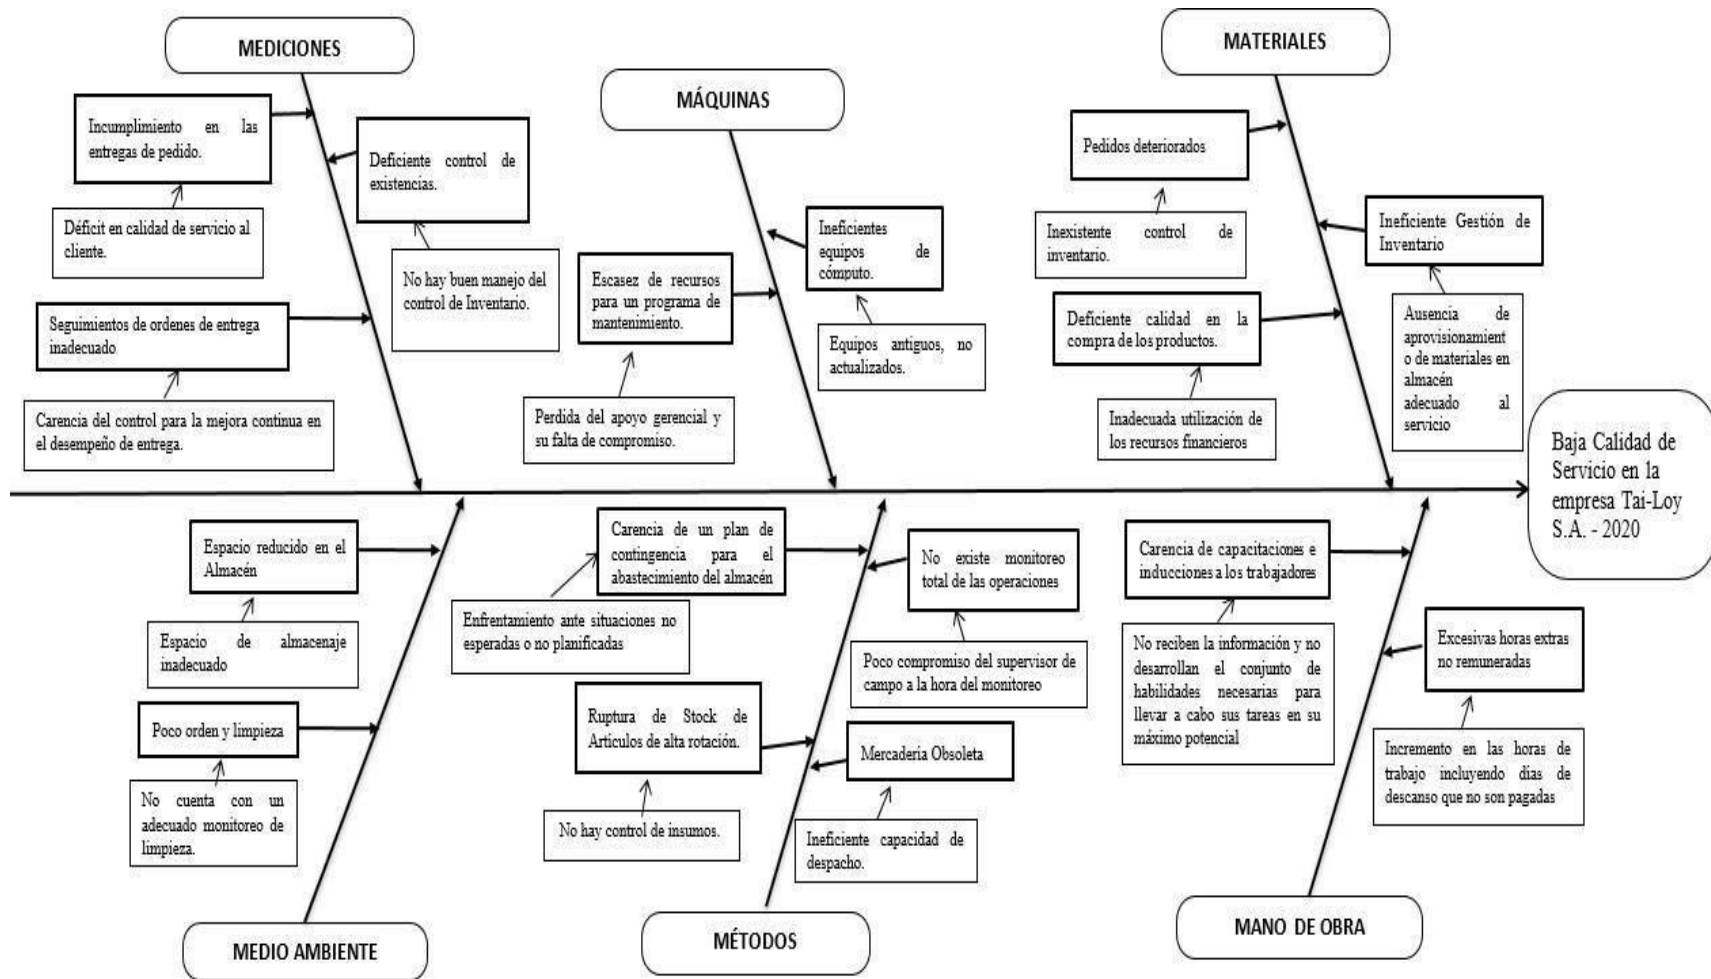 MEDICIONES
MÁQUINAS
MATERIALES
Incumplimiento en las
entregas de pedido.
Déficit en calidad de servicio al
cliente.
Deficiente control de
existencias.
No hay buen manejo del
control de Inventario.
Seguimientos de ordenes de entrega
inadecuado
Carencia del control para la mejora continua en
el desempeño de entrega.
Ineficientes
equipos de
cómputo.
Equipos antiguos, no
actualizados.
Escasez de recursos
para un programa de
mantenimiento.
Perdida del apoyo gerencial y
su falta de compromiso.
Pedidos deteriorados
Inexistente control de
inventario.
Ineficiente Gestión de
Inventario
Ausencia de
aprovisionamient
o de materiales en
almacén
adecuado al
servicio
Deficiente calidad en la
compra de los productos.
Inadecuada utilización de
los recursos financieros
Baja Calidad de
Servicio en la
empresa Tai-Loy
S.A. - 2020
Espacio reducido en el
Almacén
Espacio de almacenaje
inadecuado
Poco orden y limpieza
No cuenta con un
adecuado monitoreo de
limpieza.
Carencia de un plan de
contingencia para el
abastecimiento del almacén
Enfrentamiento ante situaciones no
esperadas o no planificadas
No existe monitoreo
total de las operaciones
Poco compromiso del supervisor de
campo a la hora del monitoreo
Ruptura de Stock de
Artículos de alta rotación.
No hay control de insumos.
Mercadería Obsoleta
Ineficiente capacidad de
despacho.
Carencia de capacitaciones e
inducciones a los trabajadores
No reciben la información y no
desarrollan el conjunto de
habilidades necesarias para
llevar a cabo sus tareas en su
máximo potencial
Excesivas horas extras
no remuneradas
Incremento en las horas de
trabajo incluyendo días de
descanso que no son pagadas
MEDIO AMBIENTE
MÉTODOS
MANO DE OBRA